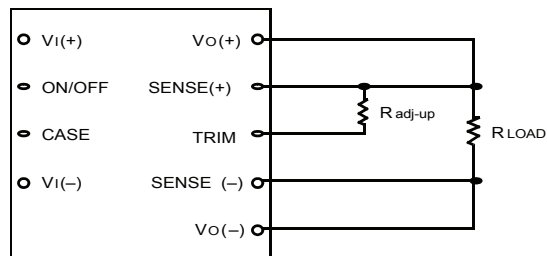 VI(+) VO(+)
ON/OFF SENSE(+)
R adj-up
CASE TRIM R LOAD
VI(–) SENSE (–)
VO(–)